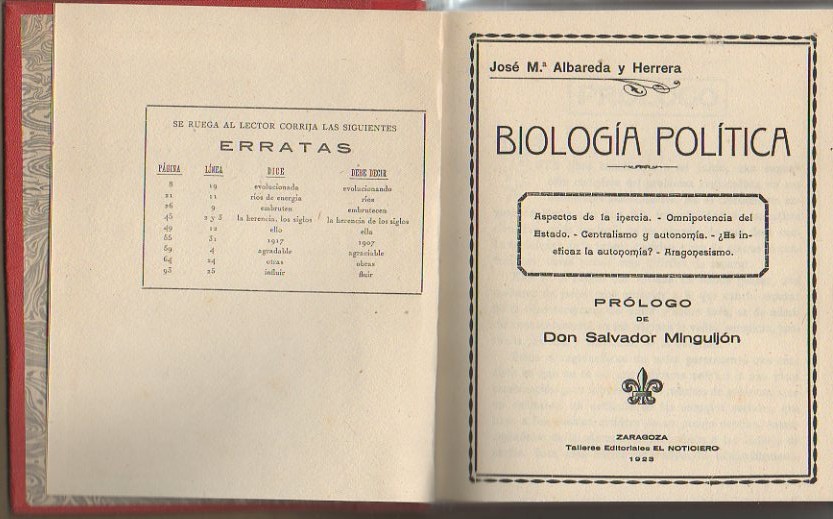 SE RUEGA AL LECTOR CORRIJA LAS SIGUIENTES
ERRATAS
PÁGINA LÍNEA DICE DEBE DECIR
8 19 evolucionada evolucionando
21 11 ríos de energía ríos
26 9 embruten embrutecen
45 2 y 3 la herencia, los siglos la herencia de los siglos
49 12 ello ella
55 31 1917 1907
59 4 agradable agraciable
64 24 otras obras
93 25 influir fluir
José M.ª Albareda y Herrera
BIOLOGÍA POLÍTICA
Aspectos de la inercia. - Omnipotencia del
Estado. - Centralismo y autonomía. - ¿Es in-
eficaz la autonomía? - Aragonesismo.
PRÓLOGO
DE
Don Salvador Minguijón
ZARAGOZA
Talleres Editoriales EL NOTICIERO
1923